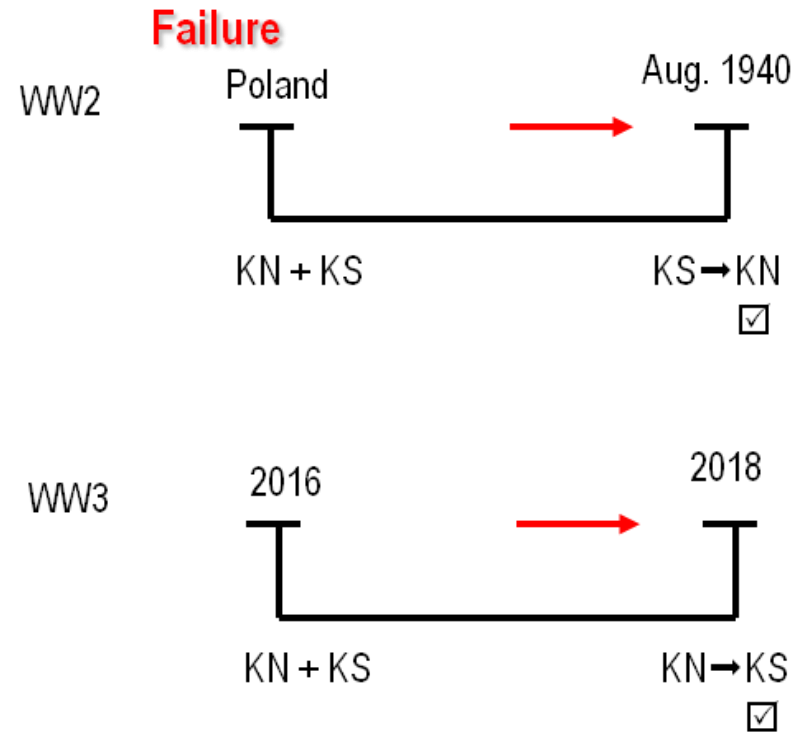 Failure
WW2 Poland Aug. 1940
KN + KS KS➞KN
☑
WW3 2016 2018
KN + KS KN➞KS
☑